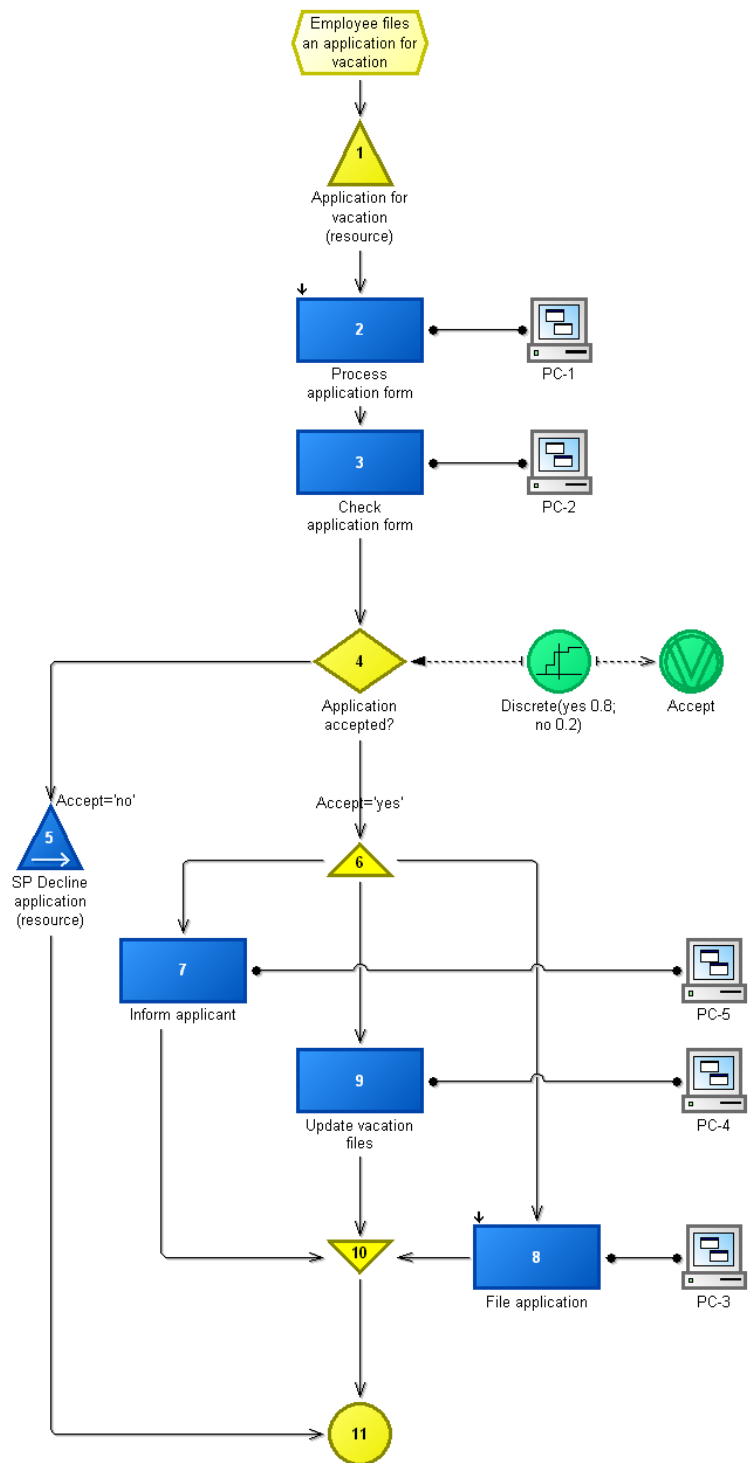 Employee files
an application for
vacation
1
Application for
vacation
(resource)
2
Process
application form
PC-1
3
Check
application form
PC-2
4
Application
accepted?
Discrete(yes 0.8;
no 0.2)
Accept
Accept='no'
Accept='yes'
5
SP Decline
application
(resource)
6
7
Inform applicant
PC-5
9
Update vacation
files
PC-4
10
8
File application
PC-3
11